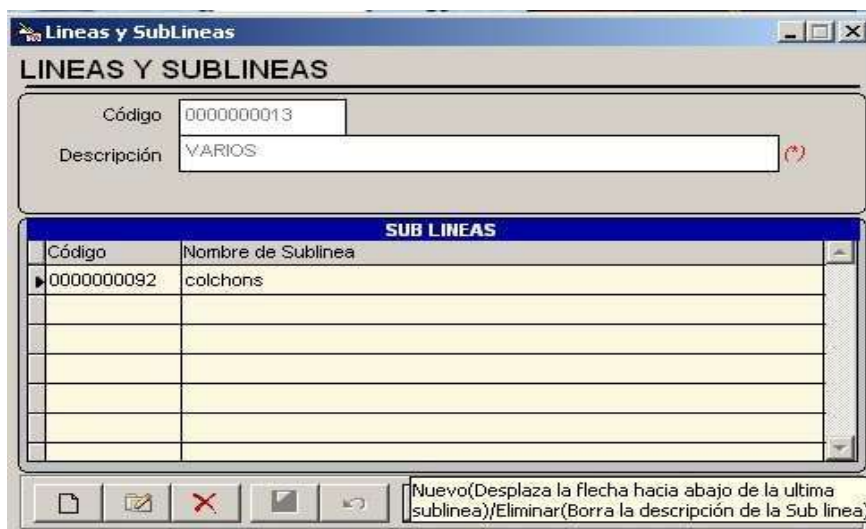 Lineas y SubLineas
LINEAS Y SUBLINEAS
Código 0000000013
Descripción VARIOS (*)
SUB LINEAS
Código Nombre de Sublinea
0000000092 colchons
Nuevo(Desplaza la flecha hacia abajo de la ultima
sublinea)/Eliminar(Borra la descripción de la Sub linea)